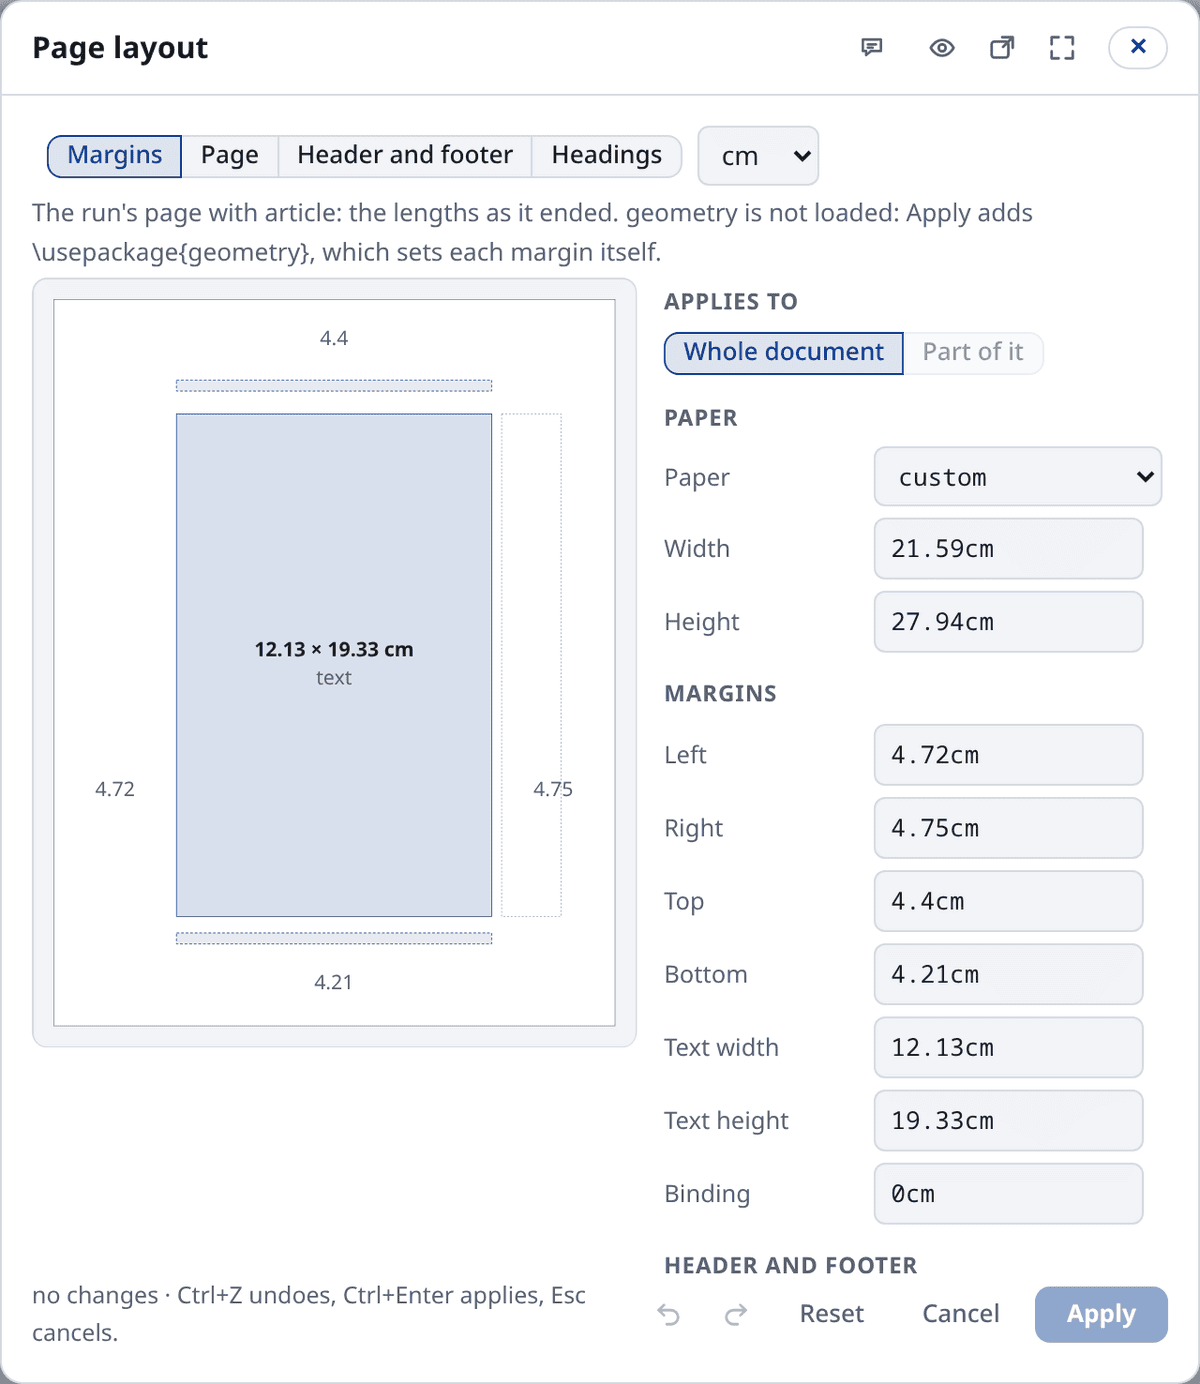 Page layout
Margins
Page
Header and footer
Headings
cm
The run's page with article: the lengths as it ended. geometry is not loaded: Apply adds
\usepackage{geometry}, which sets each margin itself.
4.4
12.13 × 19.33 cm
text
4.72
4.75
4.21
APPLIES TO
Whole document
Part of it
PAPER
Paper
custom
Width
21.59cm
Height
27.94cm
MARGINS
Left
4.72cm
Right
4.75cm
Top
4.4cm
Bottom
4.21cm
Text width
12.13cm
Text height
19.33cm
Binding
0cm
HEADER AND FOOTER
no changes · Ctrl+Z undoes, Ctrl+Enter applies, Esc
cancels.
Reset
Cancel
Apply